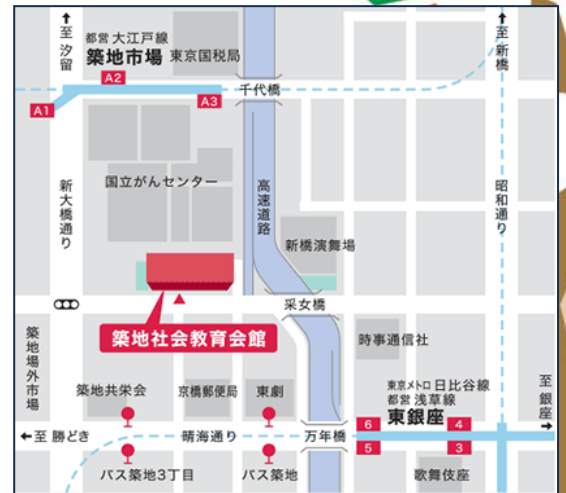 至 汐留
都営 大江戸線
築地市場
東京国税局
至 新橋
A2
A1
A3
千代橋
国立がんセンター
新大橋通り
高速道路
昭和通り
新橋演舞場
采女橋
築地社会教育会館
築地場外市場
時事通信社
築地共栄会
京橋郵便局
東劇
東京メトロ 日比谷線
都営 浅草線
東銀座
至 銀座
6
4
5
3
至 勝どき
晴海通り
万年橋
バス築地3丁目
バス築地
歌舞伎座